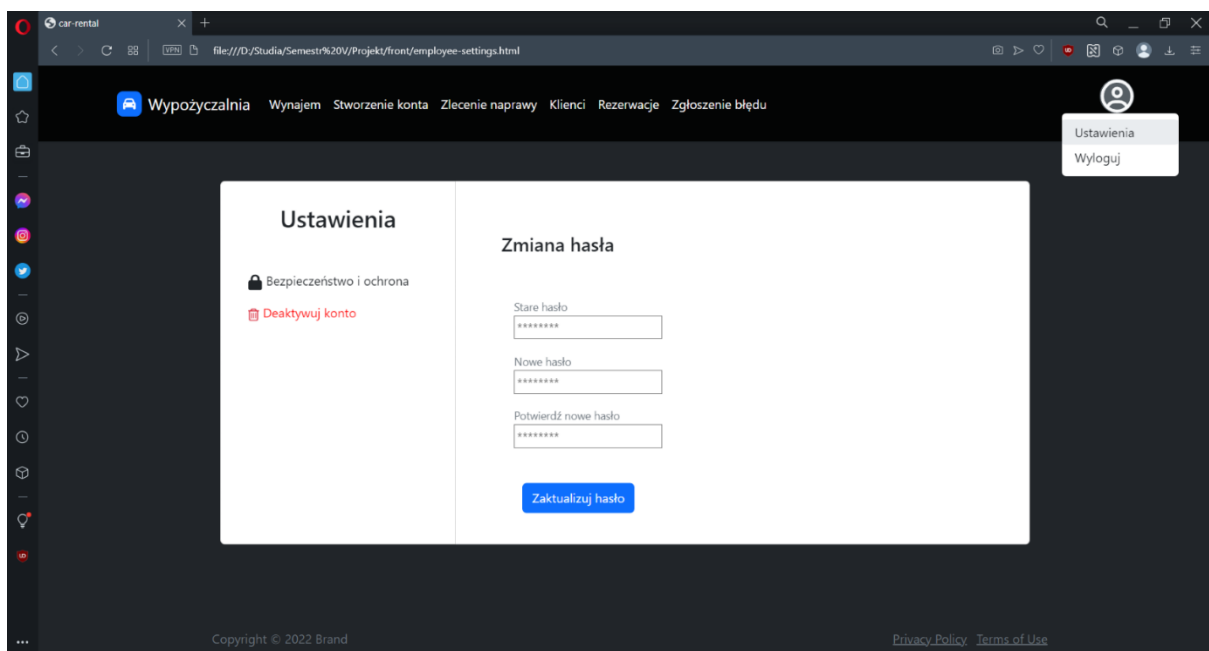 car-rental
VPN file:///D:/Studia/Semestr%20V/Projekt/front/employee-settings.html
Wypożyczalnia Wynajem Stworzenie konta Zlecenie naprawy Klienci Rezerwacje Zgłoszenie błędu
Ustawienia
Wyloguj
Ustawienia
Bezpieczeństwo i ochrona
Deaktywuj konto
Zmiana hasła
Stare hasło
********
Nowe hasło
********
Potwierdź nowe hasło
********
Zaktualizuj hasło
Copyright © 2022 Brand
Privacy Policy Terms of Use